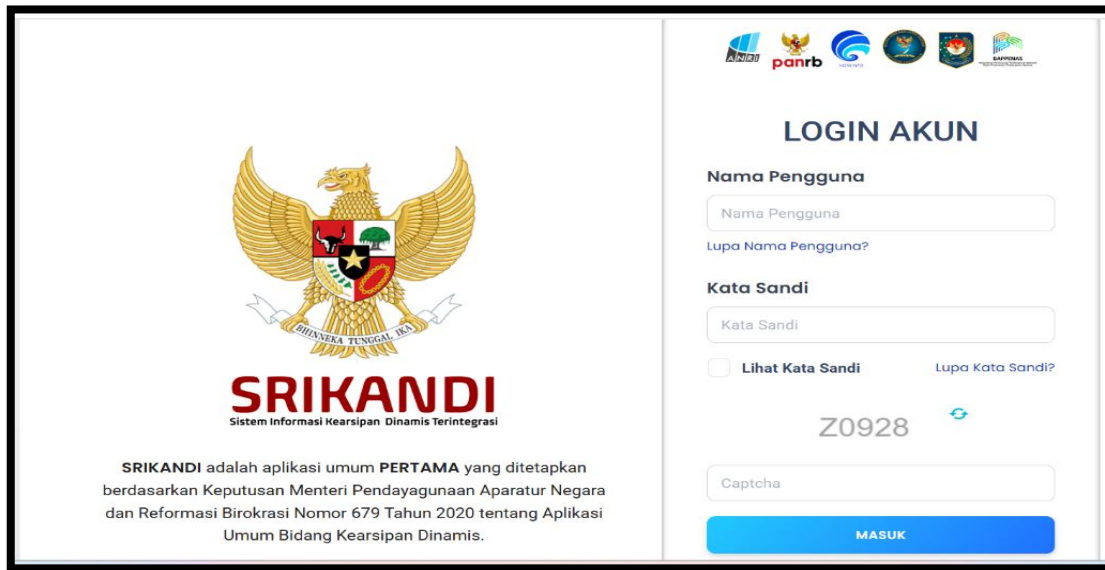 BHINNEKA TUNGGAL IKA
SRIKANDI
Sistem Informasi Kearsipan Dinamis Terintegrasi
SRIKANDI adalah aplikasi umum PERTAMA yang ditetapkan
berdasarkan Keputusan Menteri Pendayagunaan Aparatur Negara
dan Reformasi Birokrasi Nomor 679 Tahun 2020 tentang Aplikasi
Umum Bidang Kearsipan Dinamis.
ANRI
panrb
KOMINFO
BAPPENAS
LOGIN AKUN
Nama Pengguna
Nama Pengguna
Lupa Nama Pengguna?
Kata Sandi
Kata Sandi
Lihat Kata Sandi Lupa Kata Sandi?
Z0928
Captcha
MASUK